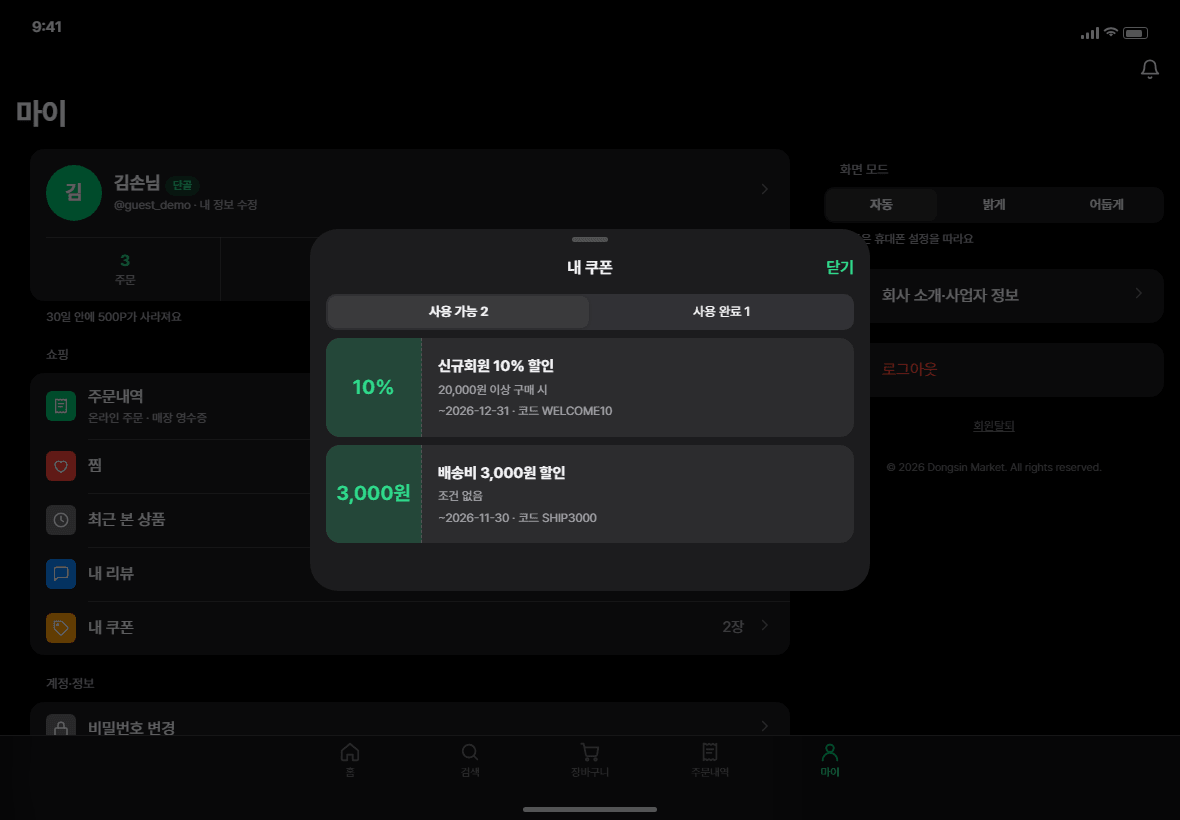 9:41
마이
김
김손님 단골
@guest_demo · 내 정보 수정
3
주문
30일 안에 500P가 사라져요
쇼핑
주문내역
온라인 주문 · 매장 영수증
찜
최근 본 상품
내 리뷰
내 쿠폰
2장
계정·정보
비밀번호 변경
화면 모드
자동 밝게 어둡게
휴대폰 설정을 따라요
회사 소개·사업자 정보
로그아웃
회원탈퇴
© 2026 Dongsin Market. All rights reserved.
내 쿠폰
닫기
사용 가능 2 사용 완료 1
10%
신규회원 10% 할인
20,000원 이상 구매 시
~2026-12-31 · 코드 WELCOME10
3,000원
배송비 3,000원 할인
조건 없음
~2026-11-30 · 코드 SHIP3000
홈 검색 장바구니 주문내역 마이